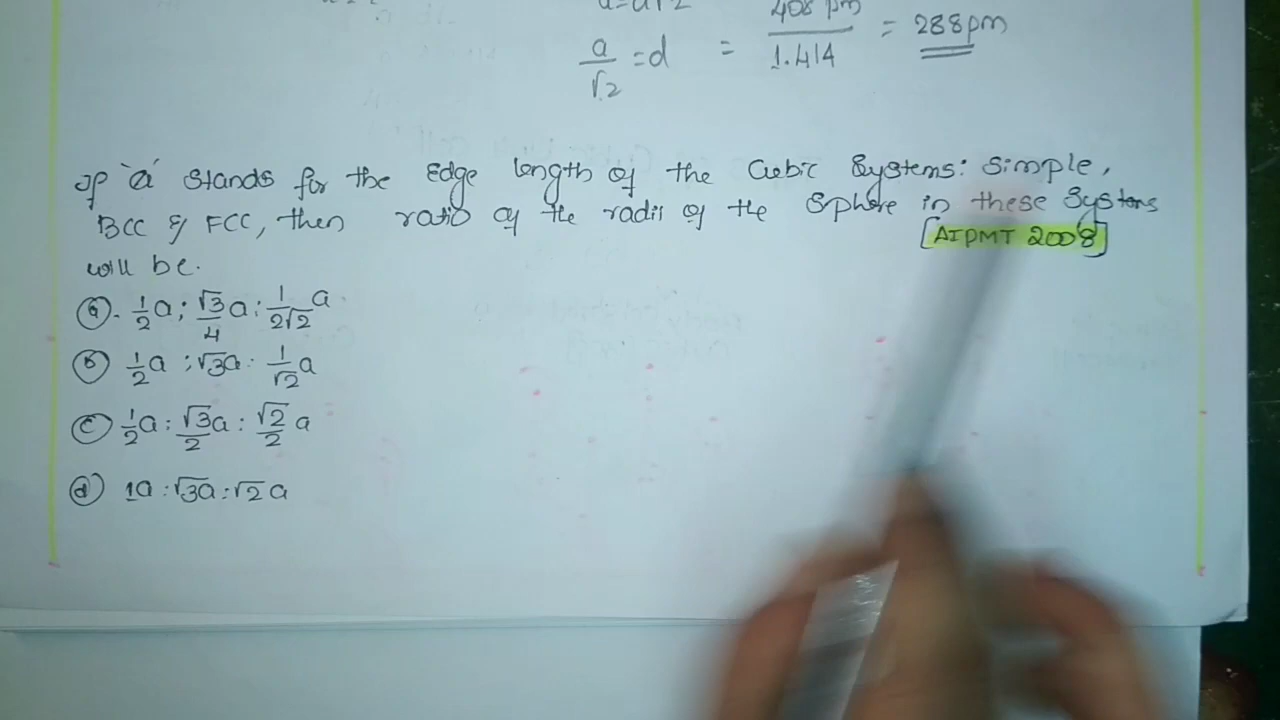 a = d√2
a/√2 = d = 408 pm/1.414 = 288pm
If 'a' stands for the Edge length of the Cubic Systems: Simple,
BCC & FCC, then ratio of the radii of the Sphere in these Systems
[AIPMT 2008]
will be.
(a). 1/2 a; √3/4 a: 1/2√2 a
(b) 1/2 a; √3a. 1/√2 a
(c) 1/2 a: √3/2 a: √2/2 a
(d) 1a: √3a: √2 a